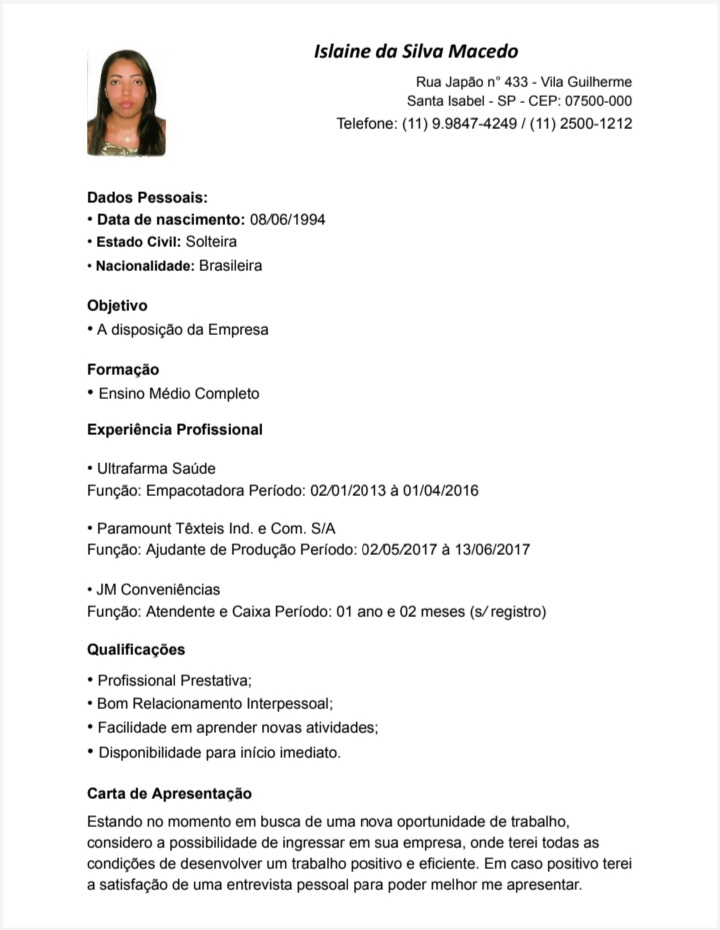 Islaine da Silva Macedo
Rua Japão n° 433 - Vila Guilherme
Santa Isabel - SP - CEP: 07500-000
Telefone: (11) 9.9847-4249 / (11) 2500-1212
Dados Pessoais:
• Data de nascimento: 08/06/1994
• Estado Civil: Solteira
• Nacionalidade: Brasileira
Objetivo
• A disposição da Empresa
Formação
• Ensino Médio Completo
Experiência Profissional
• Ultrafarma Saúde
Função: Empacotadora Período: 02/01/2013 à 01/04/2016
• Paramount Têxteis Ind. e Com. S/A
Função: Ajudante de Produção Período: 02/05/2017 à 13/06/2017
• JM Conveniências
Função: Atendente e Caixa Período: 01 ano e 02 meses (s/ registro)
Qualificações
• Profissional Prestativa;
• Bom Relacionamento Interpessoal;
• Facilidade em aprender novas atividades;
• Disponibilidade para início imediato.
Carta de Apresentação
Estando no momento em busca de uma nova oportunidade de trabalho,
considero a possibilidade de ingressar em sua empresa, onde terei todas as
condições de desenvolver um trabalho positivo e eficiente. Em caso positivo terei
a satisfação de uma entrevista pessoal para poder melhor me apresentar.